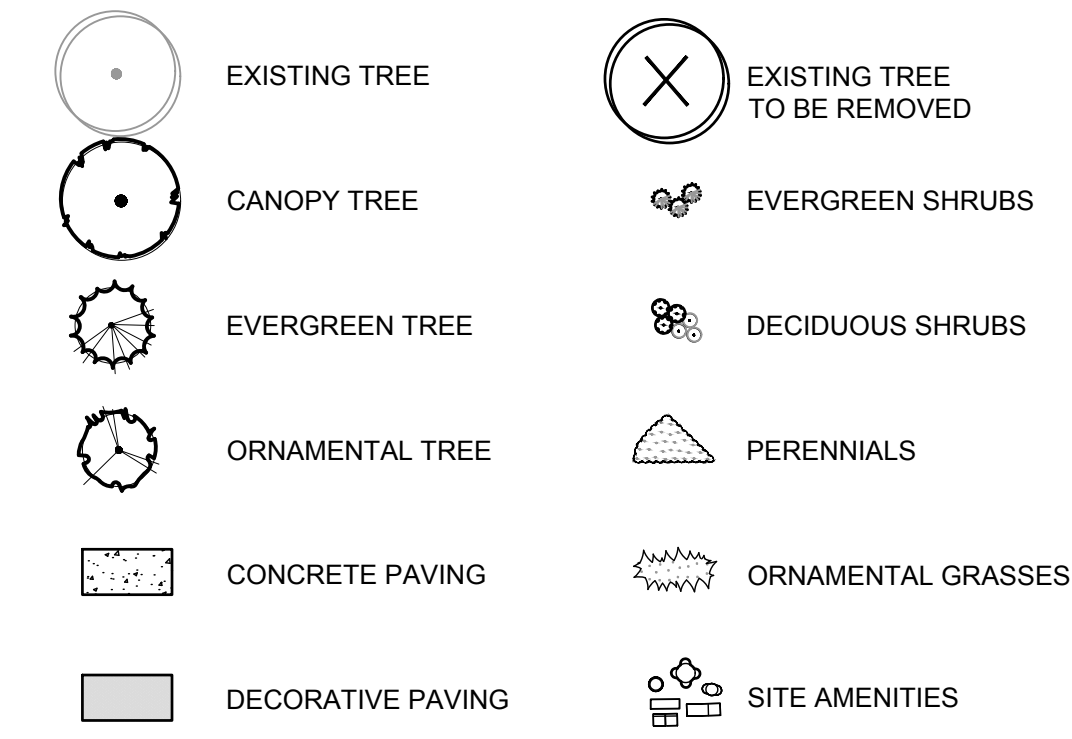 EXISTING TREE
EXISTING TREE
TO BE REMOVED
CANOPY TREE
EVERGREEN SHRUBS
EVERGREEN TREE
DECIDUOUS SHRUBS
ORNAMENTAL TREE
PERENNIALS
CONCRETE PAVING
ORNAMENTAL GRASSES
DECORATIVE PAVING
SITE AMENITIES